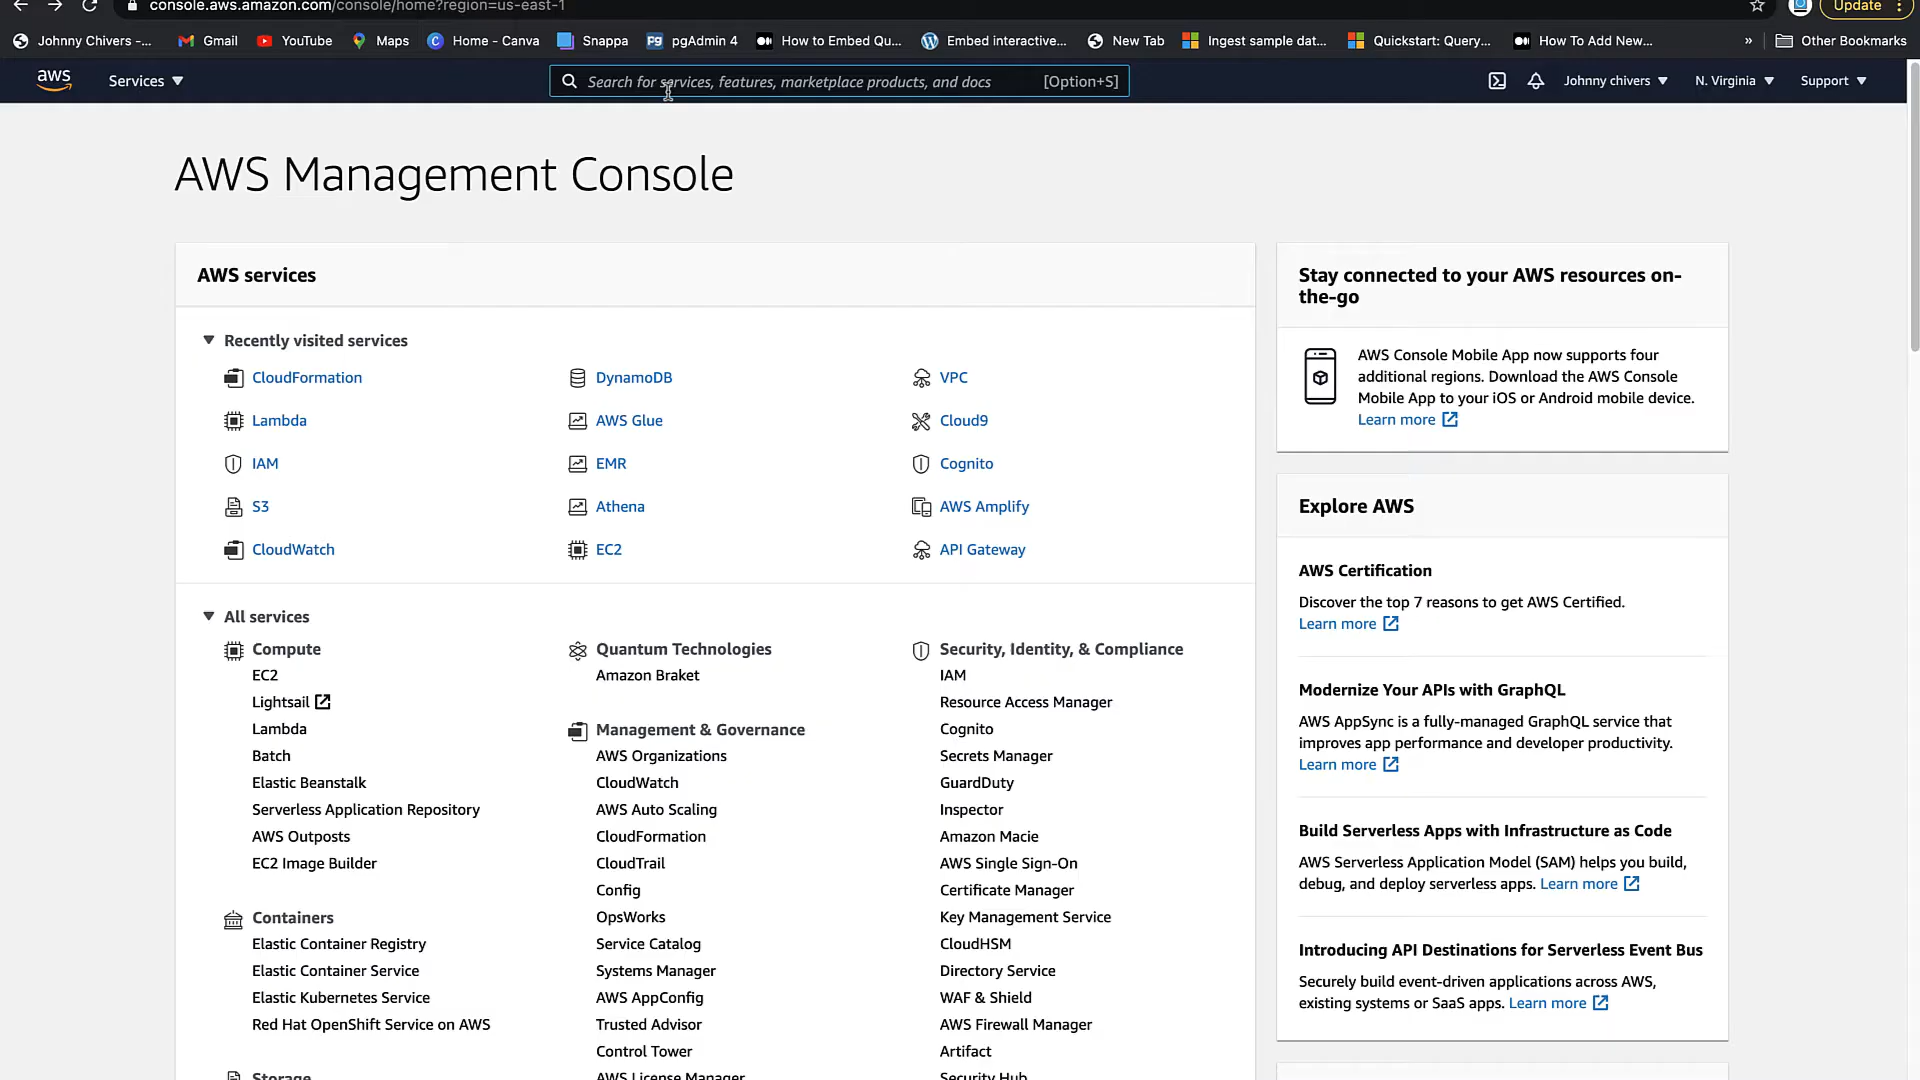 console.aws.amazon.com/console/home?region=us-east-1
Update
Johnny Chivers -...
Gmail
YouTube
Maps
Home - Canva
Snappa
pgAdmin 4
How to Embed Qu...
Embed interactive...
New Tab
Ingest sample dat...
Quickstart: Query...
How To Add New...
»
Other Bookmarks
aws
Services
Search for services, features, marketplace products, and docs
[Option+S]
Johnny chivers
N. Virginia
Support
AWS Management Console
AWS services
Recently visited services
CloudFormation
DynamoDB
VPC
Lambda
AWS Glue
Cloud9
IAM
EMR
Cognito
S3
Athena
AWS Amplify
CloudWatch
EC2
API Gateway
All services
Compute
EC2
Lightsail
Lambda
Batch
Elastic Beanstalk
Serverless Application Repository
AWS Outposts
EC2 Image Builder
Containers
Elastic Container Registry
Elastic Container Service
Elastic Kubernetes Service
Red Hat OpenShift Service on AWS
Storage
Quantum Technologies
Amazon Braket
Management & Governance
AWS Organizations
CloudWatch
AWS Auto Scaling
CloudFormation
CloudTrail
Config
OpsWorks
Service Catalog
Systems Manager
AWS AppConfig
Trusted Advisor
Control Tower
AWS License Manager
Security, Identity, & Compliance
IAM
Resource Access Manager
Cognito
Secrets Manager
GuardDuty
Inspector
Amazon Macie
AWS Single Sign-On
Certificate Manager
Key Management Service
CloudHSM
Directory Service
WAF & Shield
AWS Firewall Manager
Artifact
Security Hub
Stay connected to your AWS resources on-
the-go
AWS Console Mobile App now supports four
additional regions. Download the AWS Console
Mobile App to your iOS or Android mobile device.
Learn more
Explore AWS
AWS Certification
Discover the top 7 reasons to get AWS Certified.
Learn more
Modernize Your APIs with GraphQL
AWS AppSync is a fully-managed GraphQL service that
improves app performance and developer productivity.
Learn more
Build Serverless Apps with Infrastructure as Code
AWS Serverless Application Model (SAM) helps you build,
debug, and deploy serverless apps. Learn more
Introducing API Destinations for Serverless Event Bus
Securely build event-driven applications across AWS,
existing systems or SaaS apps. Learn more